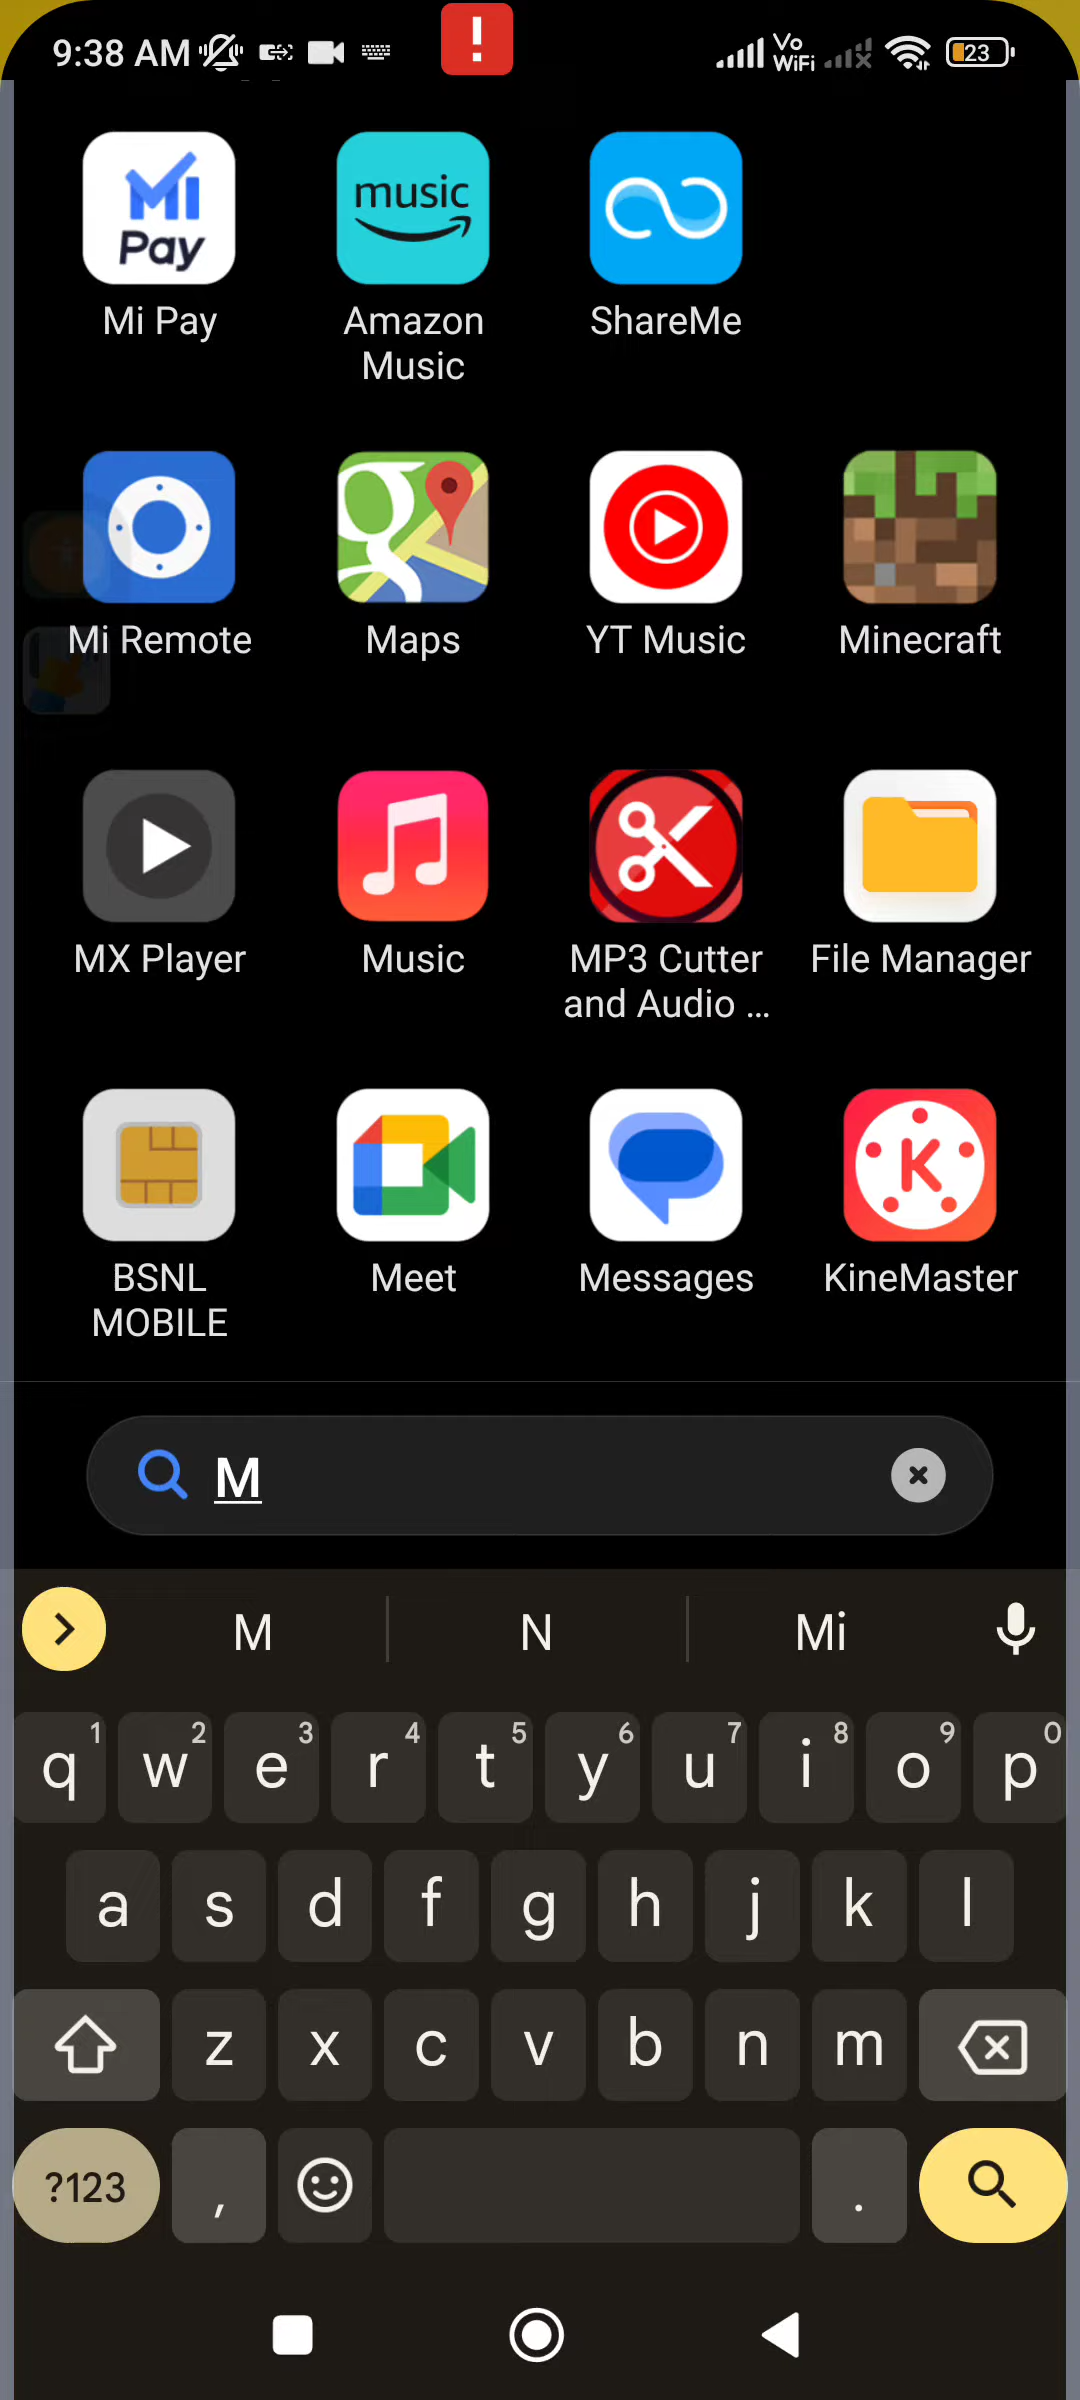 9:38 AM
Vo
WiFi
23
Mi
Pay
music
Mi Pay
Amazon
Music
ShareMe
g
Mi Remote
Maps
YT Music
Minecraft
MX Player
Music
MP3 Cutter
and Audio ...
File Manager
K
BSNL
MOBILE
Meet
Messages
KineMaster
M
M
N
Mi
q 1 w 2 e 3 r 4 t 5 y 6 u 7 i 8 o 9 p 0
a s d f g h j k l
z x c v b n m
?123 , .